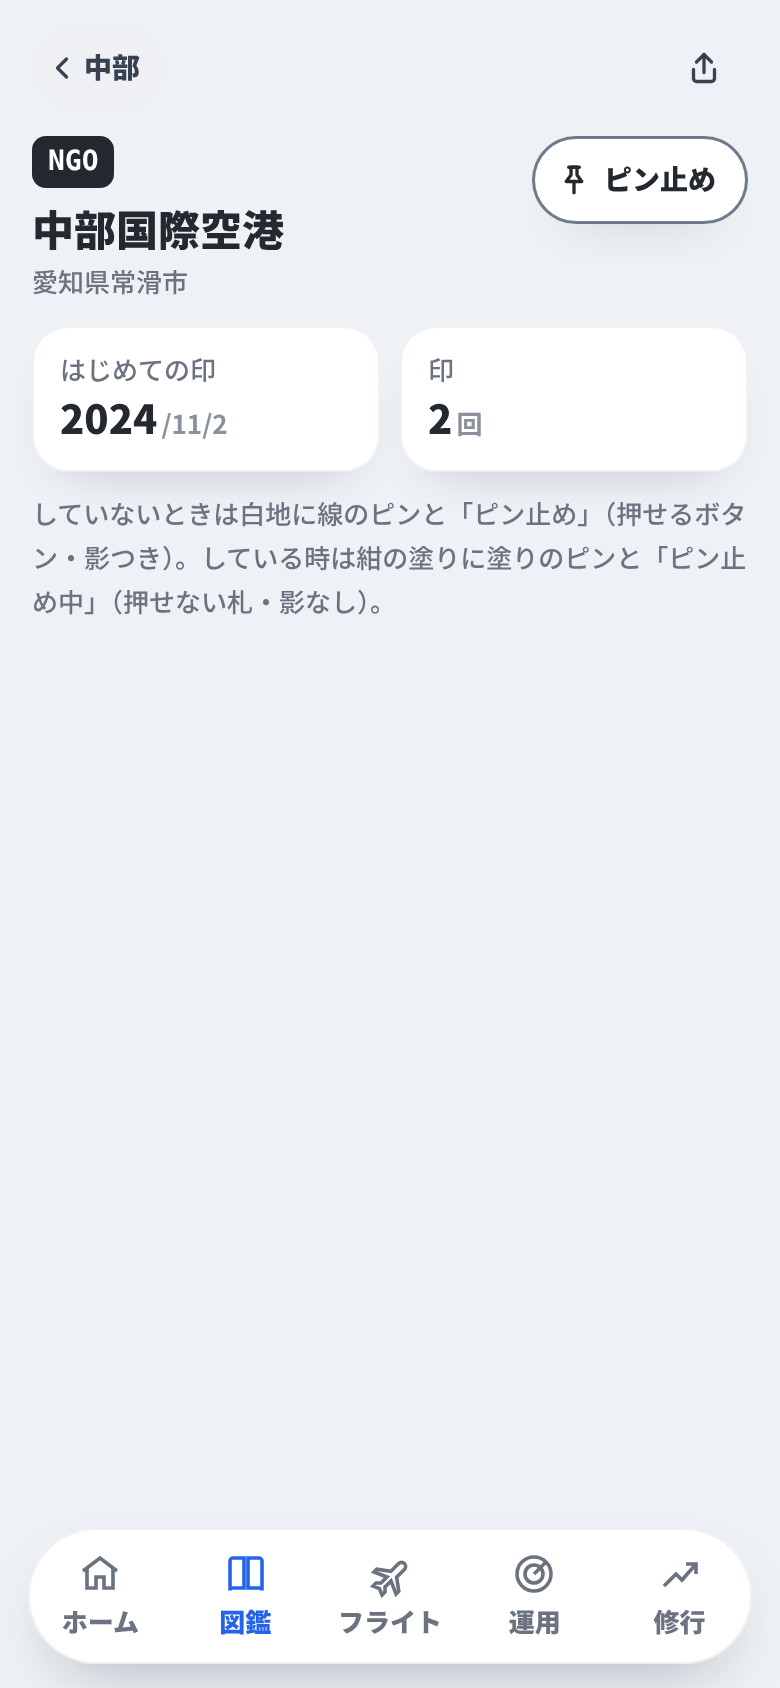 中部
NGO
ピン止め
中部国際空港
愛知県常滑市
はじめての印
2024/11/2
印
2回
していないときは白地に線のピンと「ピン止め」（押せるボタ
ン・影つき）。している時は紺の塗りに塗りのピンと「ピン止
め中」（押せない札・影なし）。
ホーム
図鑑
フライト
運用
修行